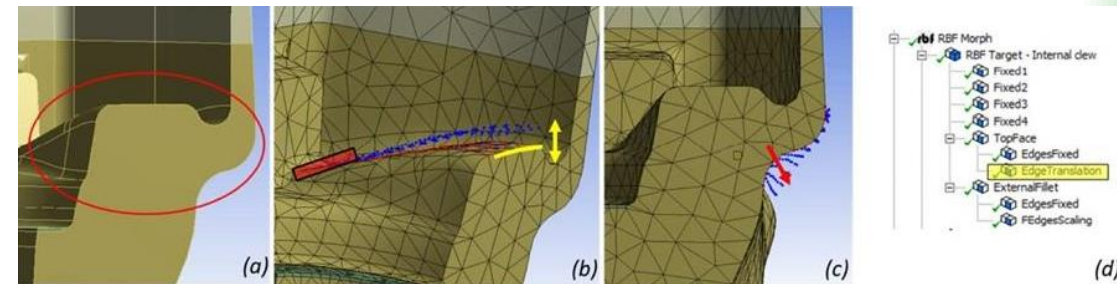 (a)
(b)
(c)
rbf RBF Morph
RBF Target - Internal clew
Fixed1
Fixed2
Fixed3
Fixed4
TopFace
EdgesFixed
EdgeTranslation
ExternalFillet
EdgesFixed
FEdgesScaling
(d)